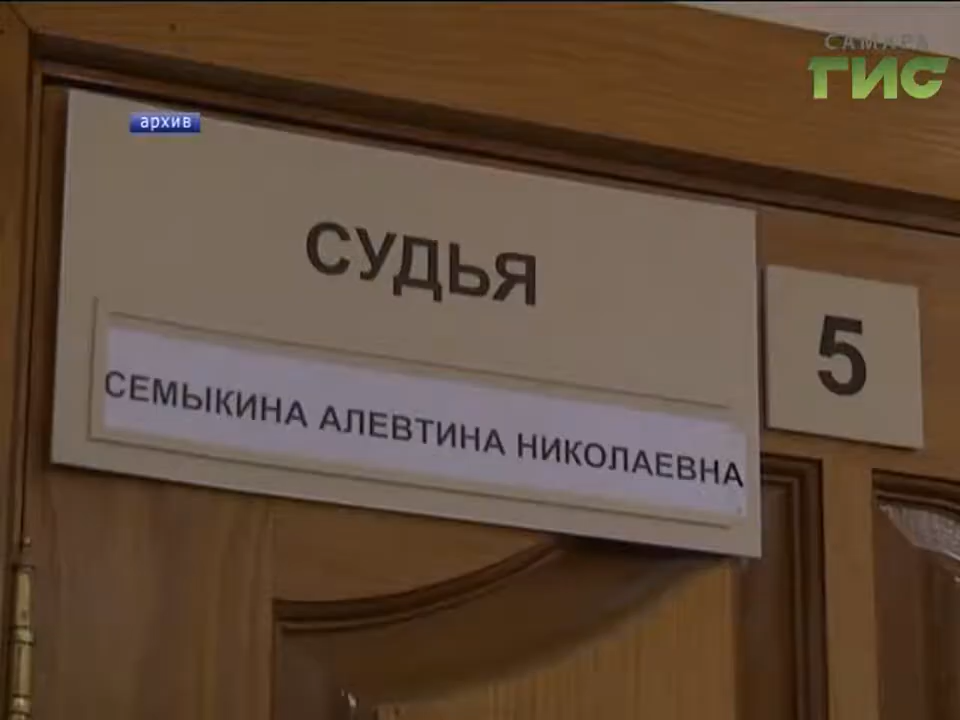 САМАРА
ГИС
архив
СУДЬЯ
5
СЕМЫКИНА АЛЕВТИНА НИКОЛАЕВНА